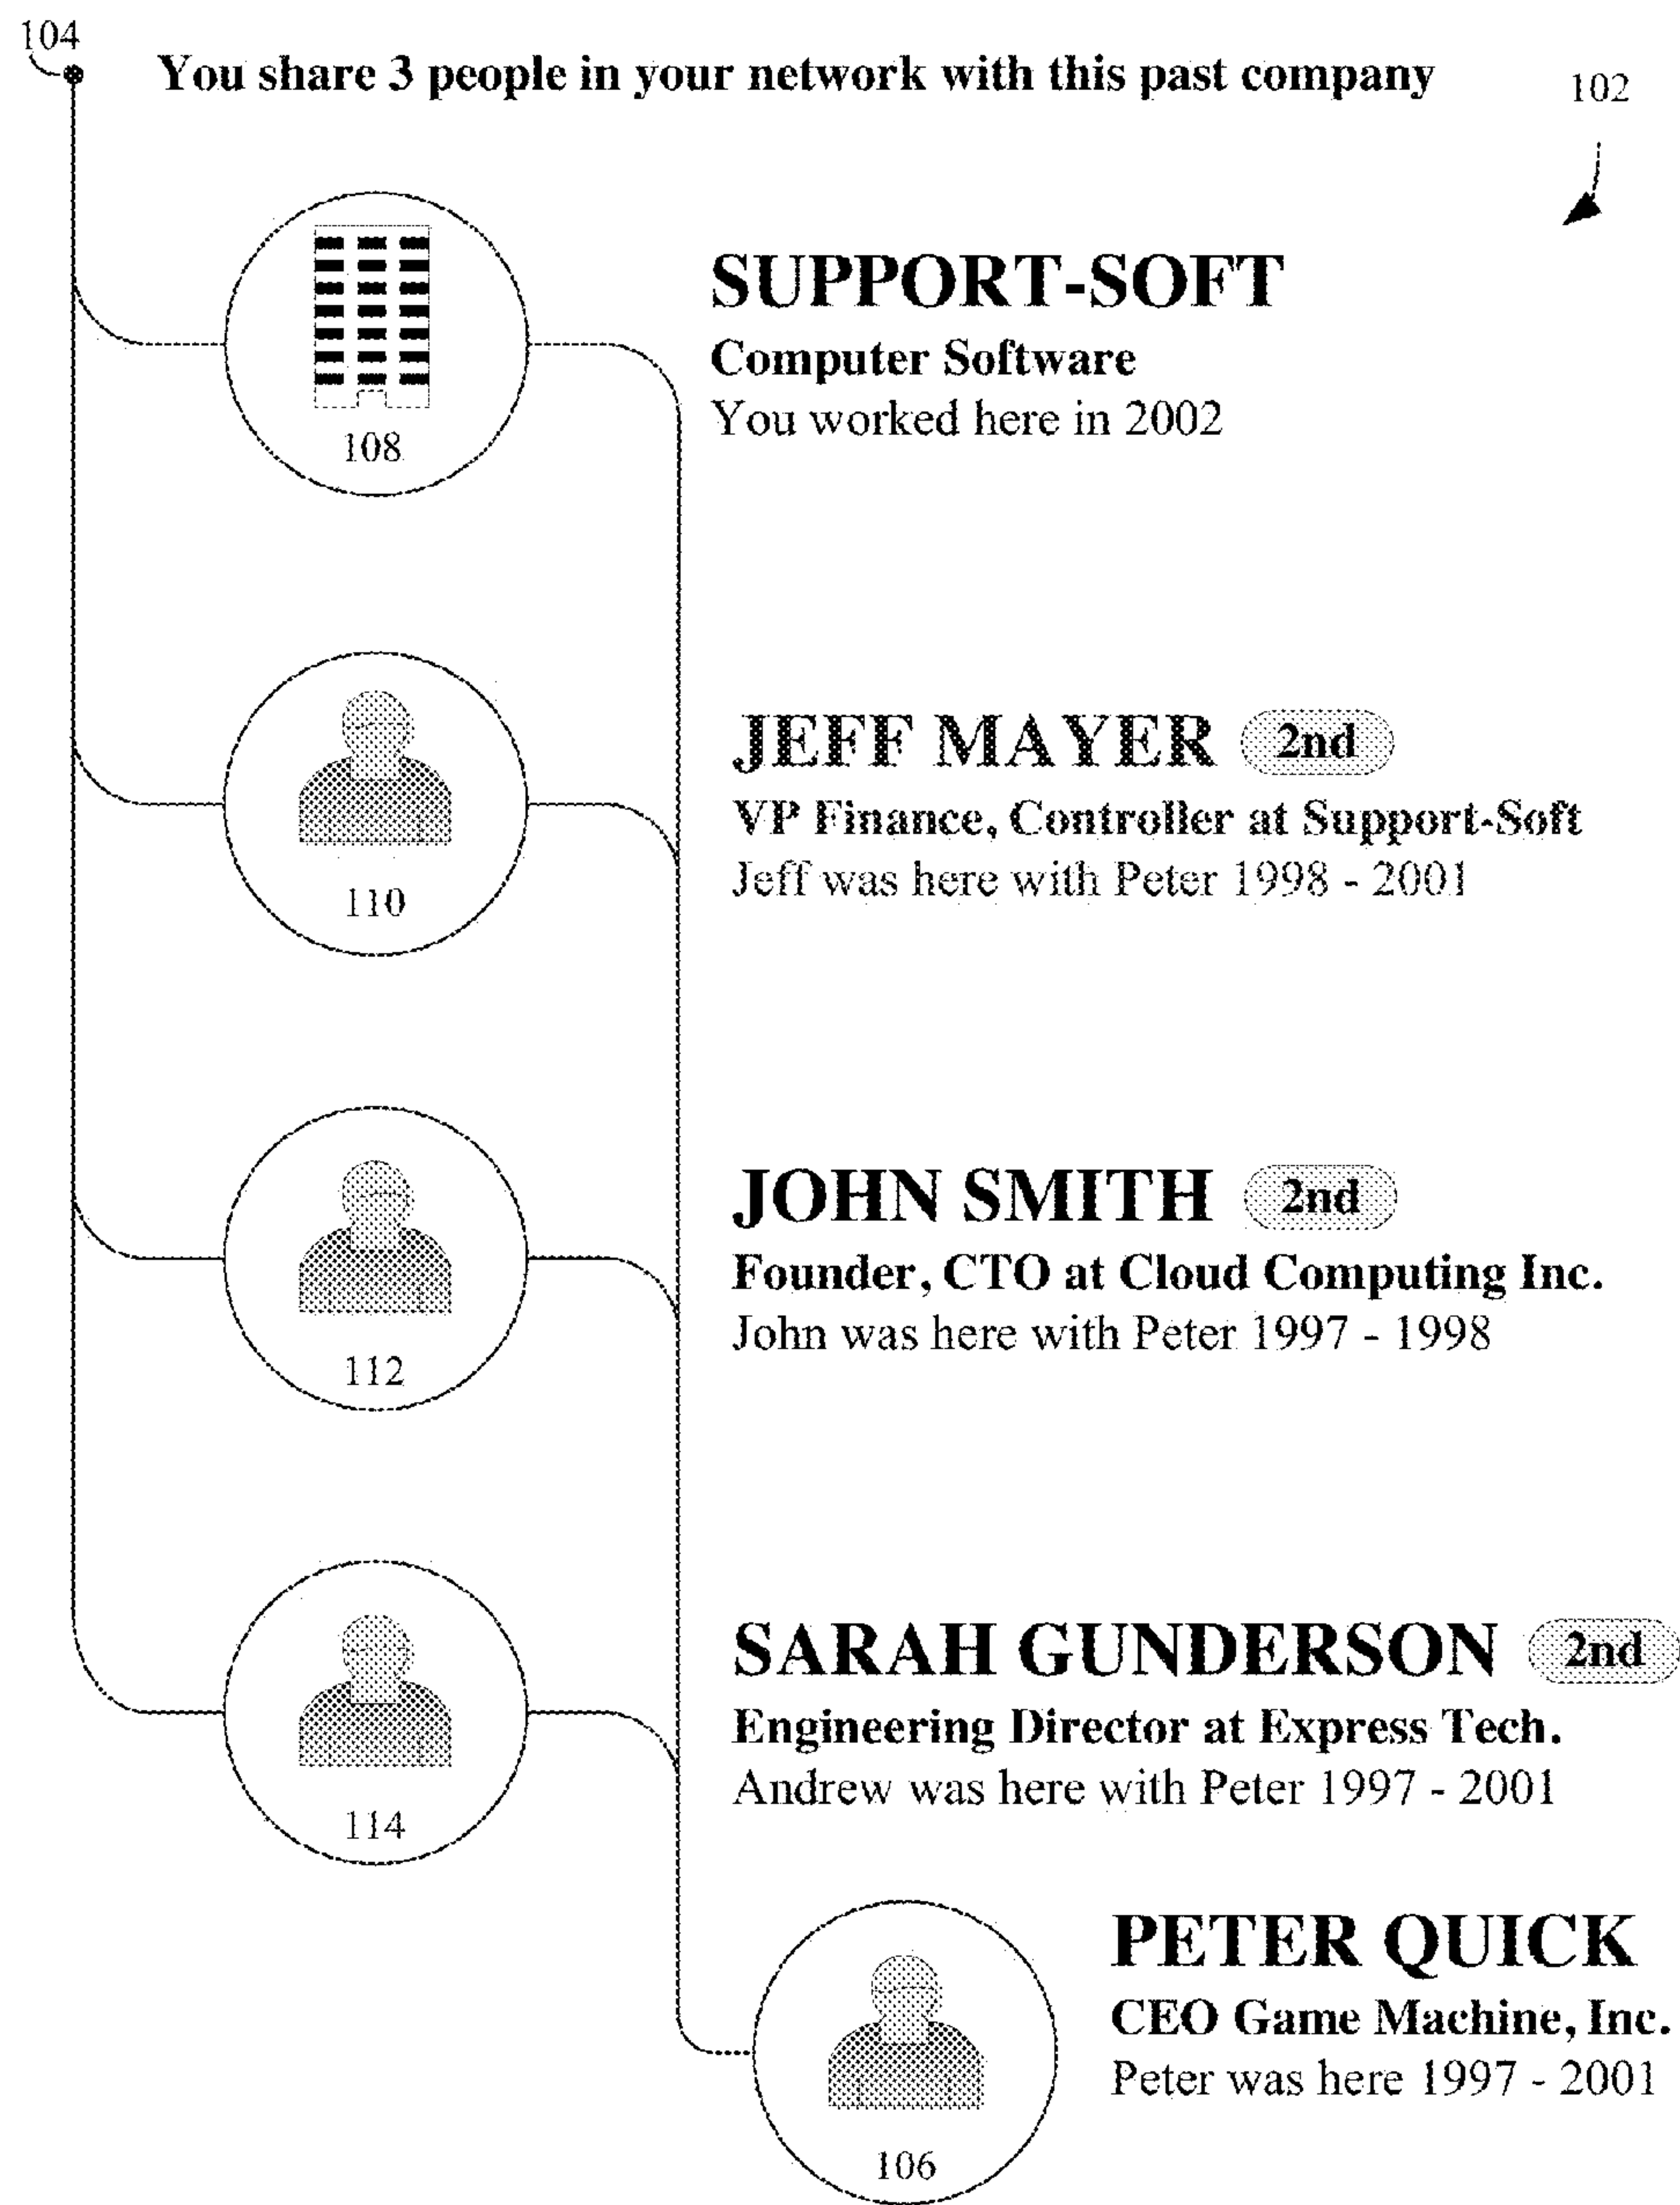 104
You share 3 people in your network with this past company
102
SUPPORT-SOFT
Computer Software
You worked here in 2002
108
JEFF MAYER 2nd
VP Finance, Controller at Support-Soft
Jeff was here with Peter 1998 - 2001
110
JOHN SMITH 2nd
Founder, CTO at Cloud Computing Inc.
John was here with Peter 1997 - 1998
112
SARAH GUNDERSON 2nd
Engineering Director at Express Tech.
Andrew was here with Peter 1997 - 2001
114
PETER QUICK
CEO Game Machine, Inc.
Peter was here 1997 - 2001
106